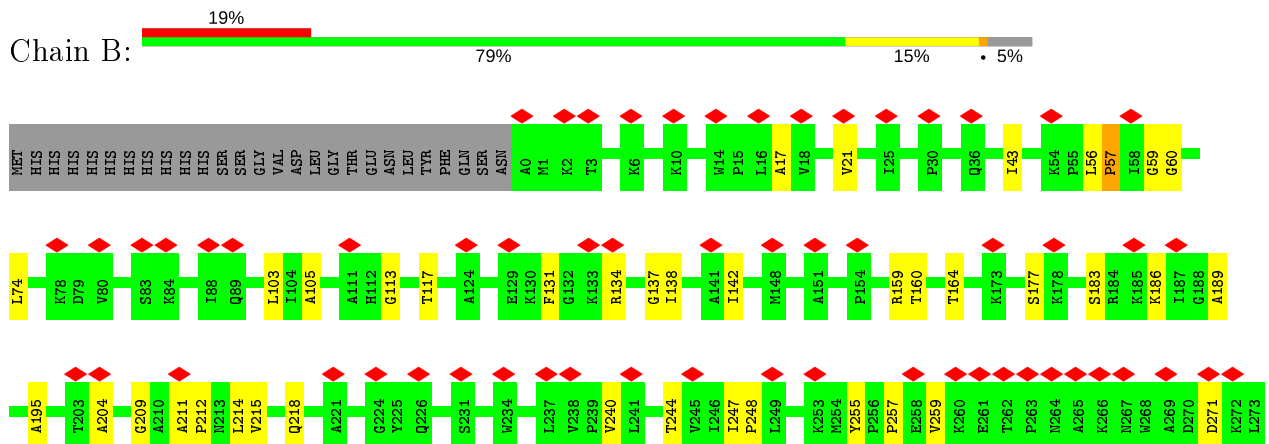 19%
Chain B:
79% 15% • 5%
MET HIS HIS HIS HIS HIS HIS HIS HIS HIS HIS SER SER GLY VAL ASP LEU GLY THR GLU ASN LEU TYR PHE GLN SER ASN A0 M1 K2 T3 K6 K10 W14 P15 L16 A17 V18 V21 I25 P30 Q36 I43 K54 P55 L56 P57 I58 G59 G60
L74 K78 D79 V80 S83 K84 I88 Q89 L103 I104 A105 A111 H112 G113 T117 A124 E129 K130 F131 G132 K133 R134 G137 I138 A141 I142 M148 A151 P154 R159 T160 T164 K173 S177 K178 S183 R184 K185 K186 I187 G188 A189
A195 T203 A204 G209 A210 A211 P212 N213 L214 V215 Q218 A221 G224 Y225 Q226 S231 W234 L237 V238 P239 V240 L241 T244 V245 I246 I247 P248 L249 K253 M254 Y255 P256 P257 E258 V259 K260 E261 T262 P263 N264 A265 K266 N267 W268 A269 D270 D271 K272 L273